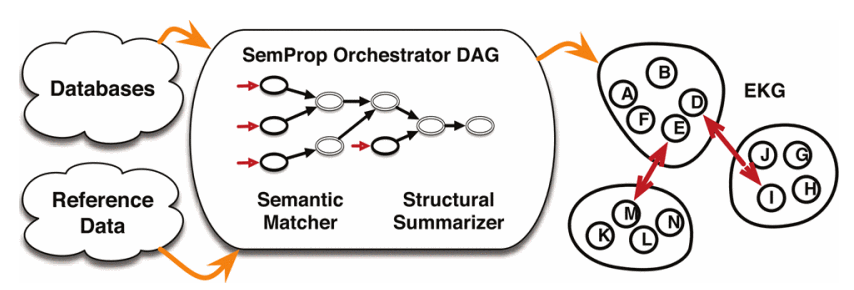 Databases
Reference
Data
SemProp Orchestrator DAG
Semantic
Matcher
Structural
Summarizer
EKG
B
A
D
F
E
J
G
I
H
M
N
K
L